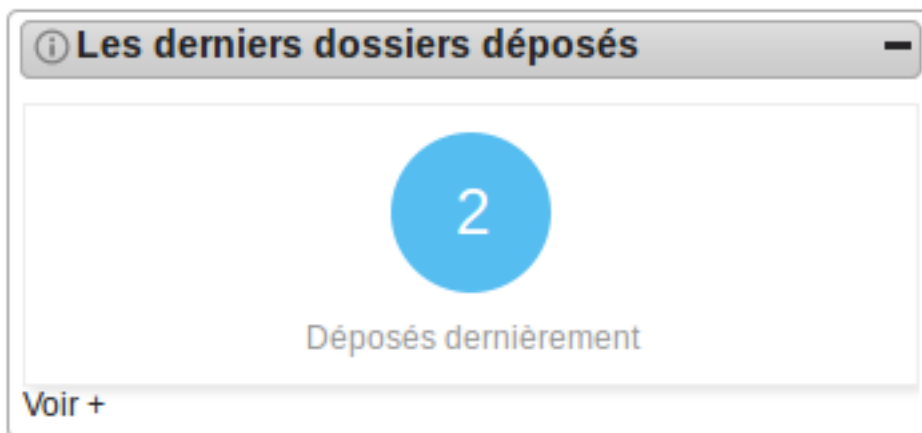 Les derniers dossiers déposés
2
Déposés dernièrement
Voir +